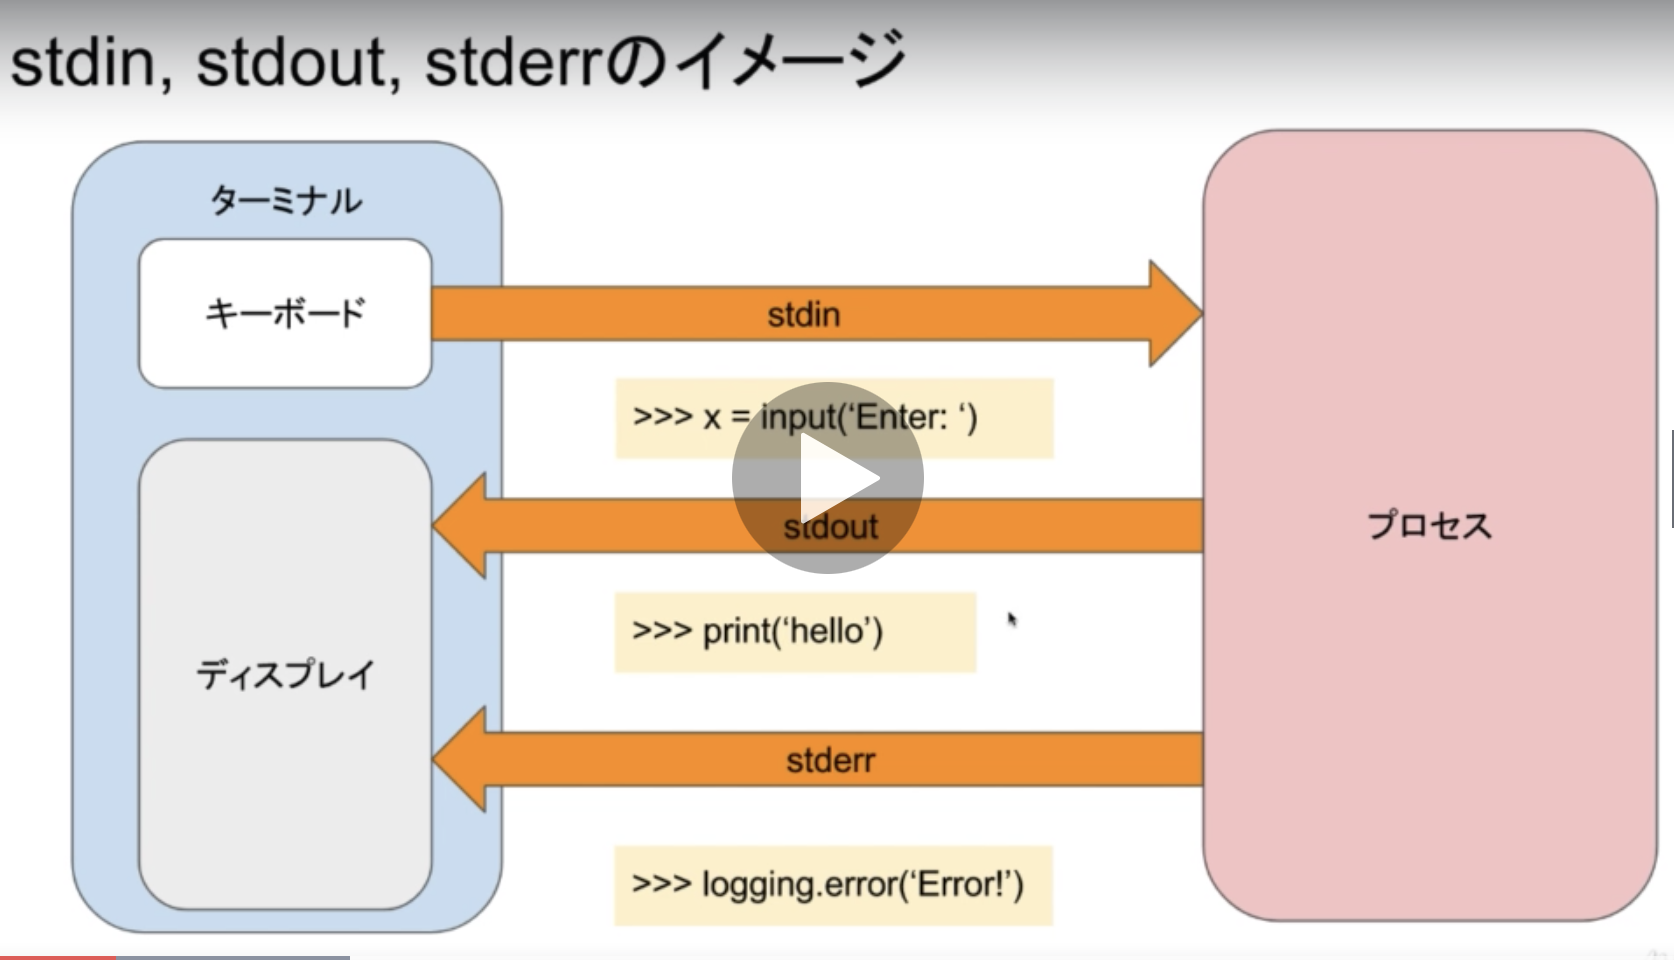 stdin, stdout, stderrのイメージ
ターミナル
キーボード
stdin
>>> x = input(‘Enter: ‘)
stdout
プロセス
>>> print(‘hello’)
ディスプレイ
stderr
>>> logging.error(‘Error!’)